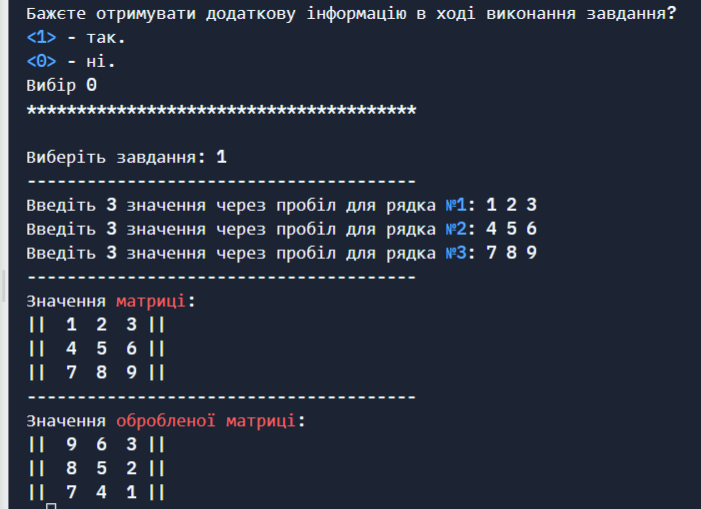 Бажєте отримувати додаткову інформацію в ході виконання завдання?
<1> - так.
<0> - ні.
Вибір 0
***************************************
Виберіть завдання: 1
---------------------------------------
Введіть 3 значення через пробіл для рядка №1: 1 2 3
Введіть 3 значення через пробіл для рядка №2: 4 5 6
Введіть 3 значення через пробіл для рядка №3: 7 8 9
---------------------------------------
Значення матриці:
||  1  2  3 ||
||  4  5  6 ||
||  7  8  9 ||
---------------------------------------
Значення обробленої матриці:
||  9  6  3 ||
||  8  5  2 ||
||  7  4  1 ||